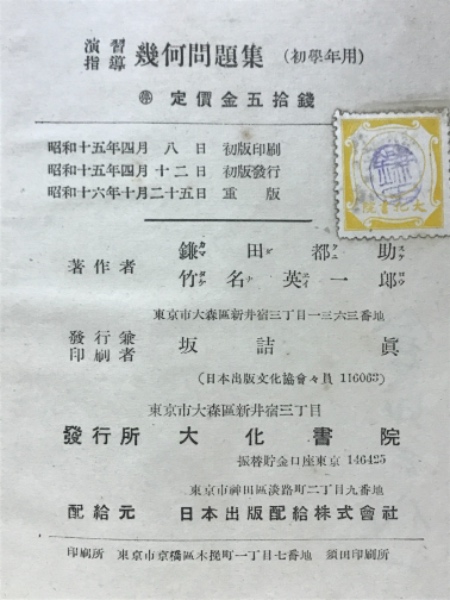 演習指導 幾何問題集 (初學年用)
定價金五拾錢
昭和十五年四月 八 日 初版印刷
昭和十五年四月 十二 日 初版發行
昭和十六年十月二十五日 重 版
大化書院
著作者 鎌田都助
竹名英一郎
東京市大森區新井宿三丁目一三六三番地
發行兼印刷者 坂詰眞
(日本出版文化協會々員 116063)
東京市大森區新井宿三丁目
發行所 大化書院
振替貯金口座東京 146425
東京市神田區淡路町二丁目九番地
配給元 日本出版配給株式會社
印刷所 東京市京橋區木挽町一丁目七番地 須田印刷所